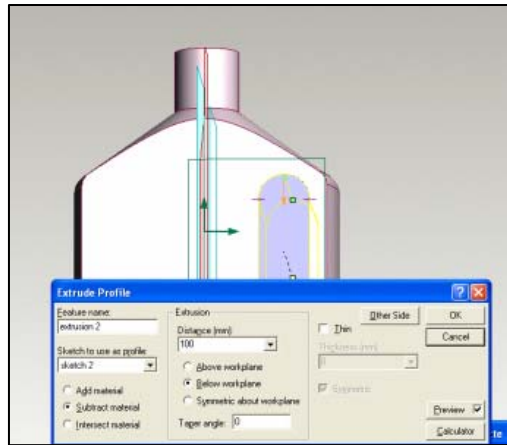 Extrude Profile
Feature name:
extrusion 2
Sketch to use as profile
sketch 2
Add material
Subtract material
Intersect material
Extrusion
Distance (mm)
100
Above workplane
Below workplane
Symmetric about workplane
Taper angle: 0
Other Side
Thin
Thickness (mm)
0
Symmetric
OK
Cancel
Preview
Calculator